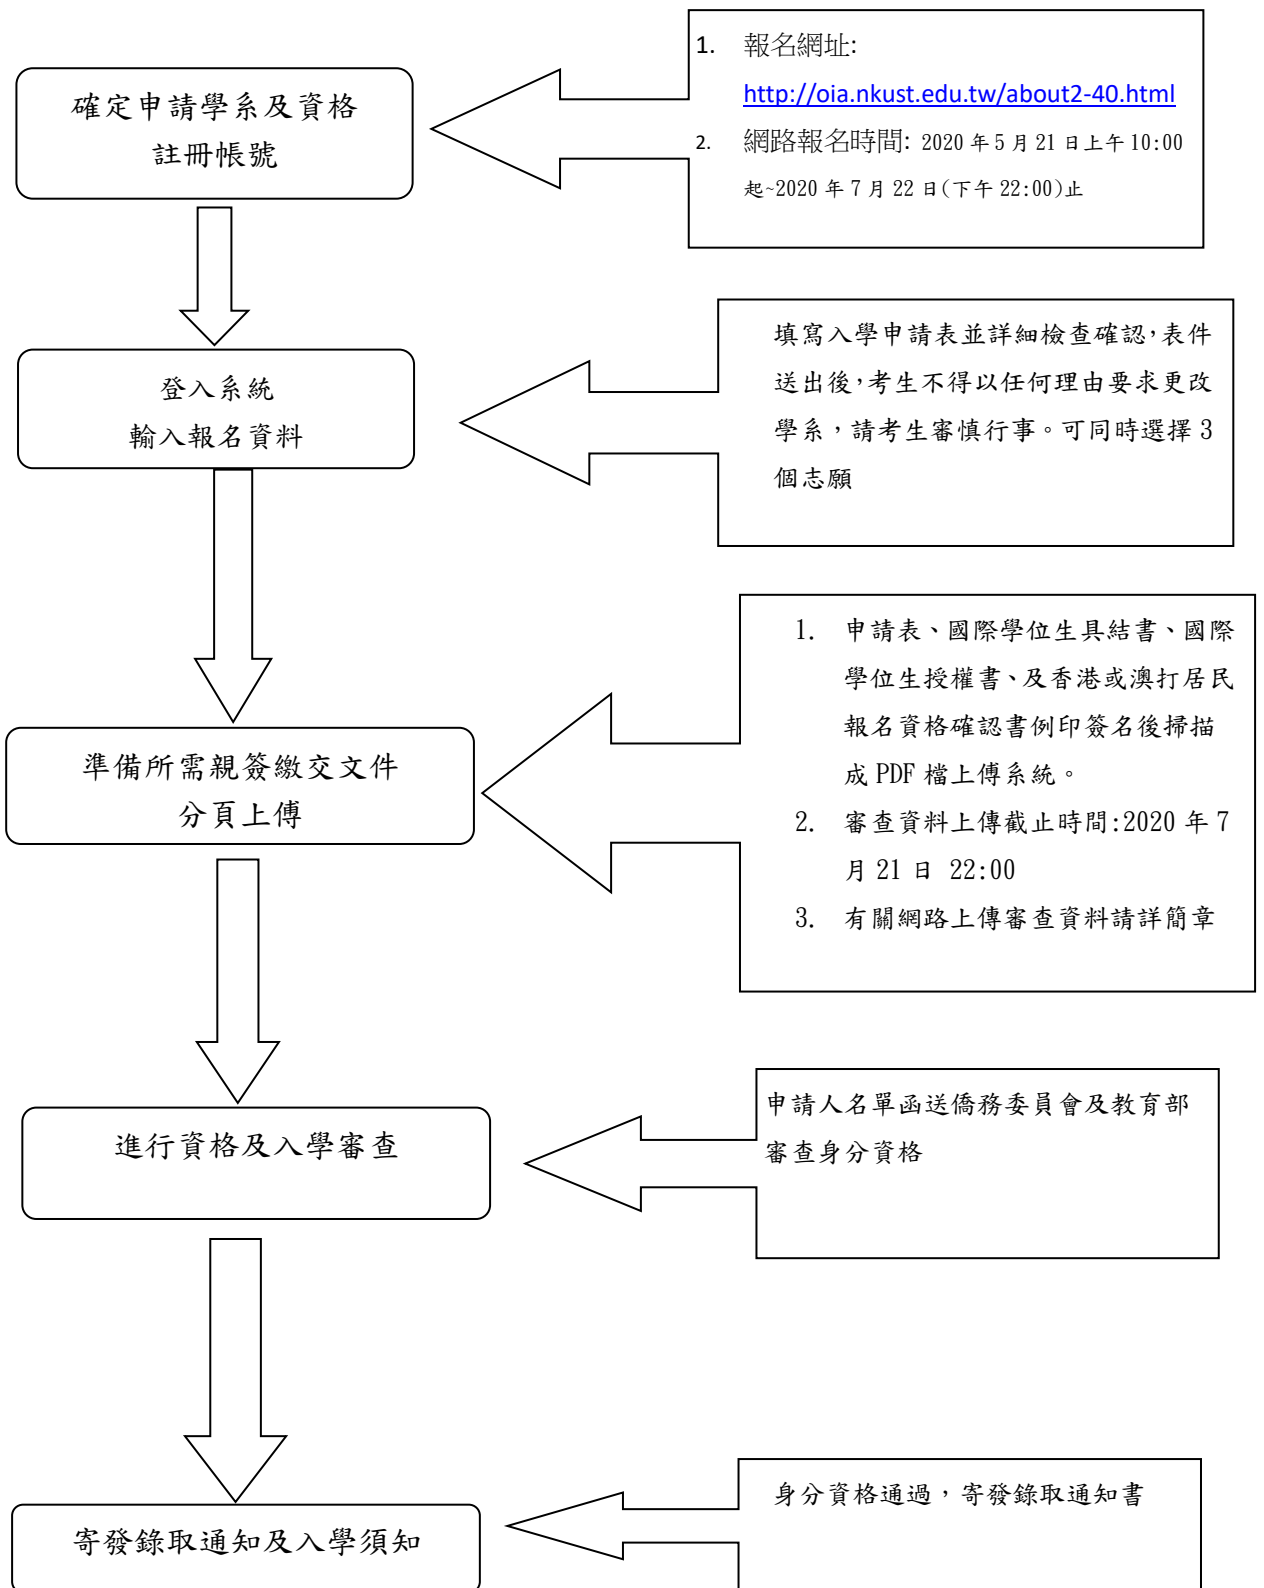 確定申請學系及資格
註冊帳號
1. 報名網址:
http://oia.nkust.edu.tw/about2-40.html
2. 網路報名時間: 2020 年 5 月 21 日上午 10:00
起~2020 年 7 月 22 日(下午 22:00)止
登入系統
輸入報名資料
填寫入學申請表並詳細檢查確認,表件
送出後,考生不得以任何理由要求更改
學系,請考生審慎行事。可同時選擇 3
個志願
準備所需親簽繳交文件
分頁上傳
1. 申請表、國際學位生具結書、國際
學位生授權書、及香港或澳打居民
報名資格確認書例印簽名後掃描
成 PDF 檔上傳系統。
2. 審查資料上傳截止時間:2020 年 7
月 21 日 22:00
3. 有關網路上傳審查資料請詳簡章
進行資格及入學審查
申請人名單函送僑務委員會及教育部
審查身分資格
寄發錄取通知及入學須知
身分資格通過,寄發錄取通知書